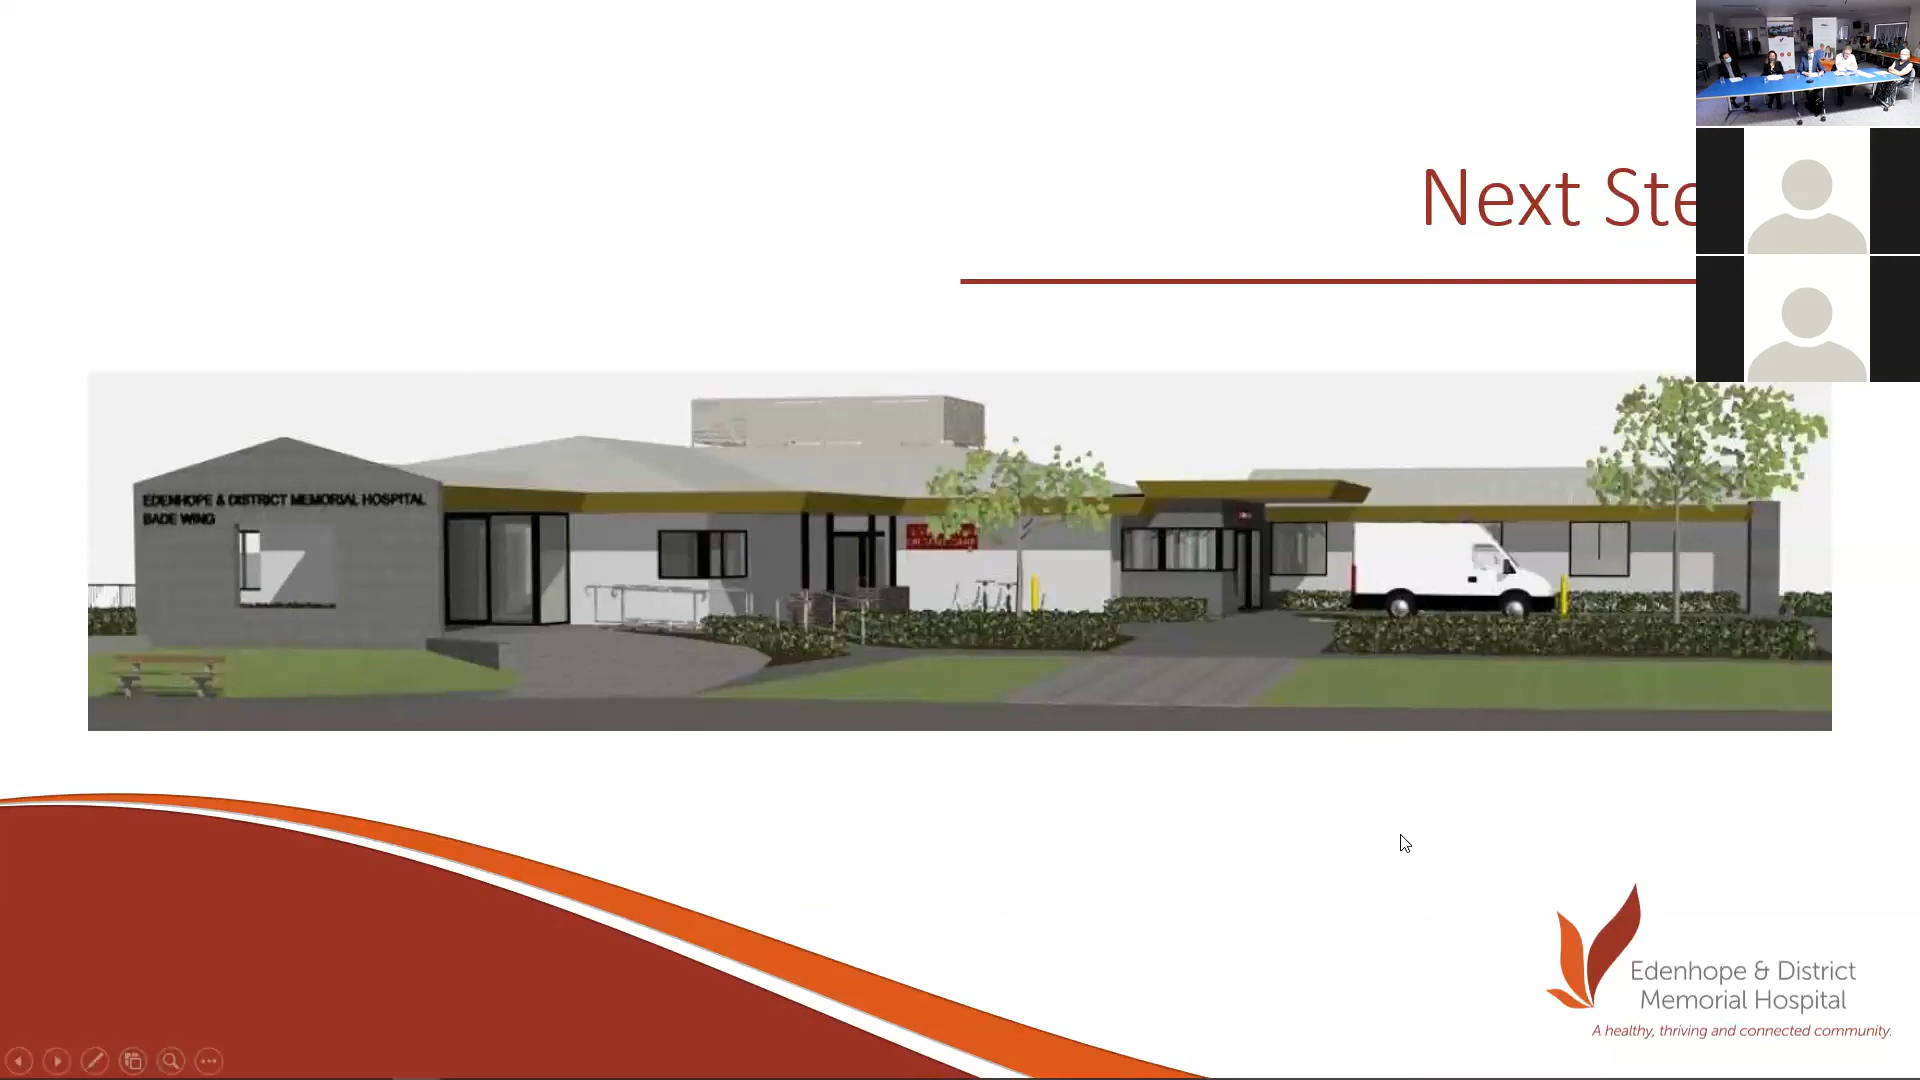 Next Ste
EDENHOPE & DISTRICT MEMORIAL HOSPITAL
BADE WING
Edenhope & District
Memorial Hospital
A healthy, thriving and connected community.